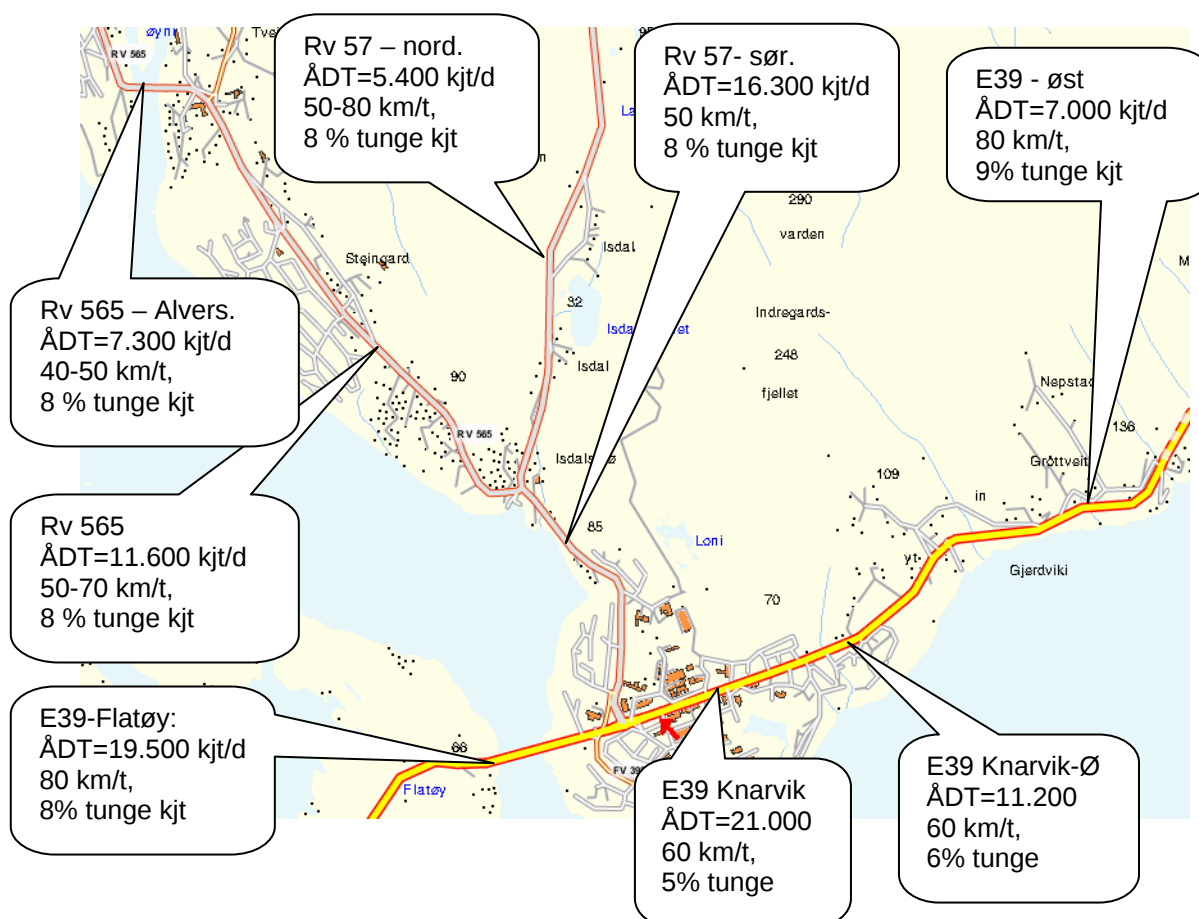 Rv 57 – nord.
ÅDT=5.400 kjt/d
50-80 km/t,
8 % tunge kjt
Rv 57- sør.
ÅDT=16.300 kjt/d
50 km/t,
8 % tunge kjt
E39 - øst
ÅDT=7.000 kjt/d
80 km/t,
9% tunge kjt
RV 565
Steingard
Isdal
290
varden
Rv 565 – Alvers.
ÅDT=7.300 kjt/d
40-50 km/t,
8 % tunge kjt
32
Indregards-
248
fjellet
Isdal
90
Nepstad
136
RV 565
Grôttveit
109
in
Rv 565
ÅDT=11.600 kjt/d
50-70 km/t,
8 % tunge kjt
85
Loni
yt-
Gjerdviki
70
E39-Flatøy:
ÅDT=19.500 kjt/d
80 km/t,
8% tunge kjt
66
Flatøy
E39 Knarvik
ÅDT=21.000
60 km/t,
5% tunge
E39 Knarvik-Ø
ÅDT=11.200
60 km/t,
6% tunge